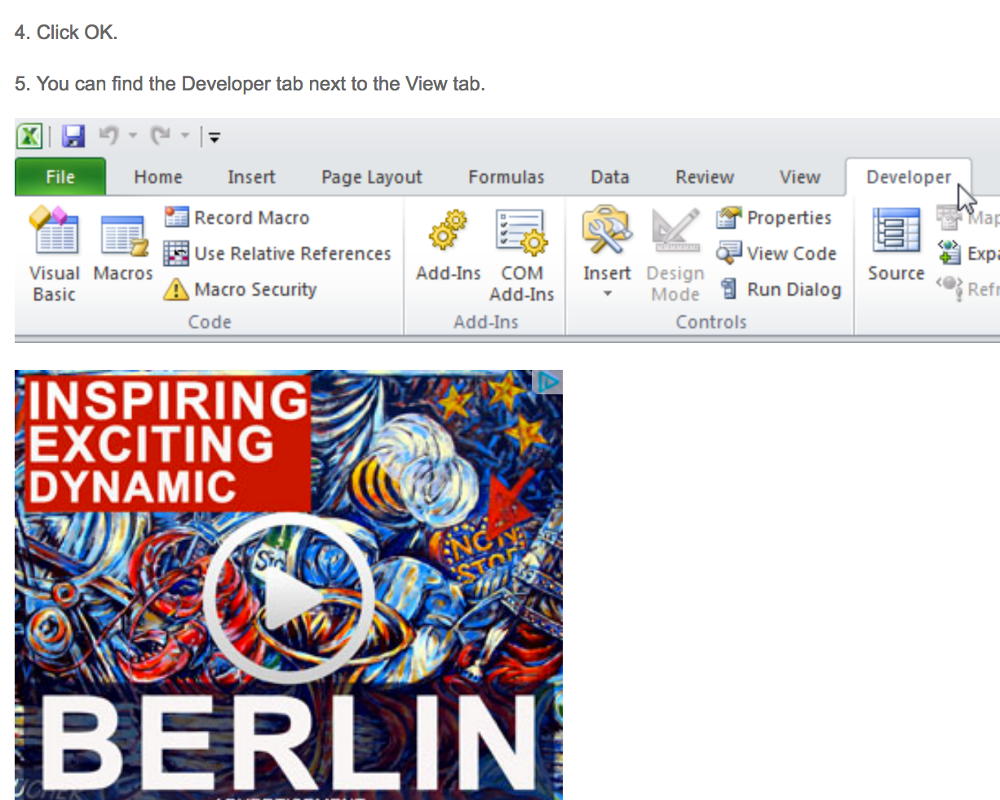 4. Click OK.
5. You can find the Developer tab next to the View tab.
File Home Insert Page Layout Formulas Data Review View Developer
Record Macro
Use Relative References
Macro Security
Visual Basic
Macros
Code
Add-Ins
COM Add-Ins
Add-Ins
Insert
Design Mode
Properties
View Code
Run Dialog
Controls
Source
Map
Expa
Refr
INSPIRING
EXCITING
DYNAMIC
NON
STOP
BERLIN
ADVERTISEMENT